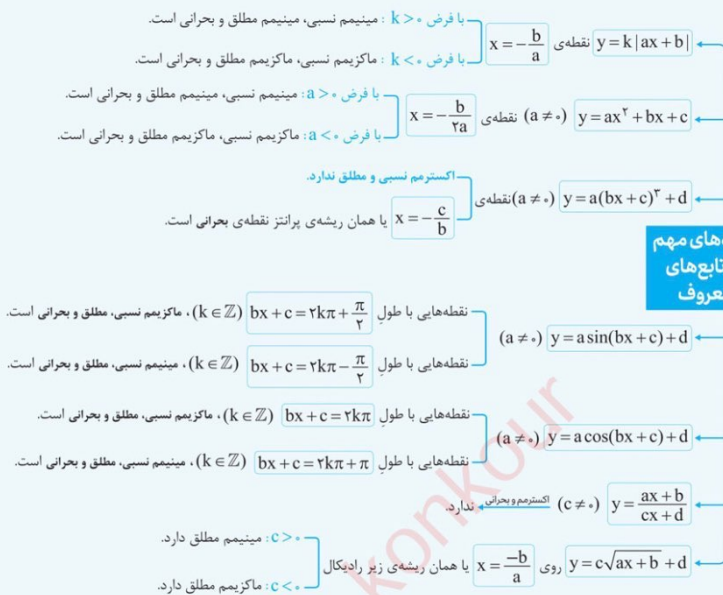 با فرض k > ۰ : مینیمم نسبی، مینیمم مطلق و بحرانی است.
y = k|ax + b| نقطه‌ی x = −b/a
با فرض k < ۰ : ماکزیمم نسبی، ماکزیمم مطلق و بحرانی است.
با فرض a > ۰ : مینیمم نسبی، مینیمم مطلق و بحرانی است.
y = ax² + bx + c (a ≠ ۰) نقطه‌ی x = −b/۲a
با فرض a < ۰ : ماکزیمم نسبی، ماکزیمم مطلق و بحرانی است.
اکسترمم نسبی و مطلق ندارد.
y = a(bx + c)³ + d (a ≠ ۰) نقطه‌ی
x = −c/b یا همان ریشه‌ی پرانتز نقطه‌ی بحرانی است.
های مهم
تابع‌های
معروف
نقطه‌هایی با طولِ bx + c = ۲kπ + π/۲ (k ∈ ℤ)، ماکزیمم نسبی، مطلق و بحرانی است.
y = a sin(bx + c) + d (a ≠ ۰)
نقطه‌هایی با طولِ bx + c = ۲kπ − π/۲ (k ∈ ℤ)، مینیمم نسبی، مطلق و بحرانی است.
نقطه‌هایی با طولِ bx + c = ۲kπ (k ∈ ℤ)، ماکزیمم نسبی، مطلق و بحرانی است.
y = a cos(bx + c) + d (a ≠ ۰)
نقطه‌هایی با طولِ bx + c = ۲kπ + π (k ∈ ℤ)، مینیمم نسبی، مطلق و بحرانی است.
y = (ax + b)/(cx + d) (c ≠ ۰) اکسترمم و بحرانی ندارد.
c > ۰ : مینیمم مطلق دارد.
y = c√(ax + b) + d روی x = −b/a یا همان ریشه‌ی زیر رادیکال
c < ۰ : ماکزیمم مطلق دارد.
konkour